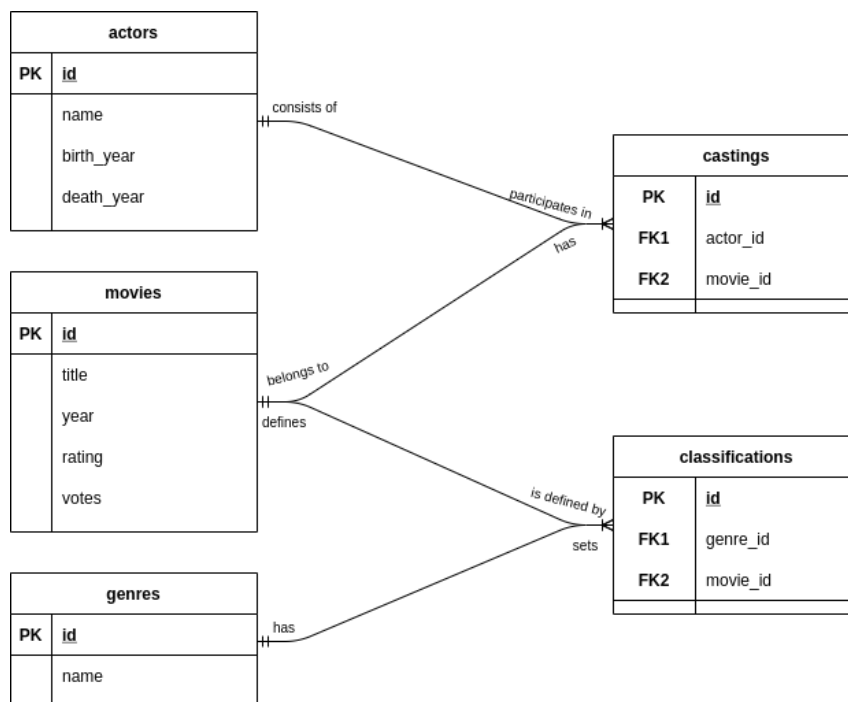 actors
PK id
name
birth_year
death_year
consists of
participates in
has
castings
PK id
FK1 actor_id
FK2 movie_id
movies
PK id
title
year
rating
votes
belongs to
defines
is defined by
sets
classifications
PK id
FK1 genre_id
FK2 movie_id
genres
PK id
name
has